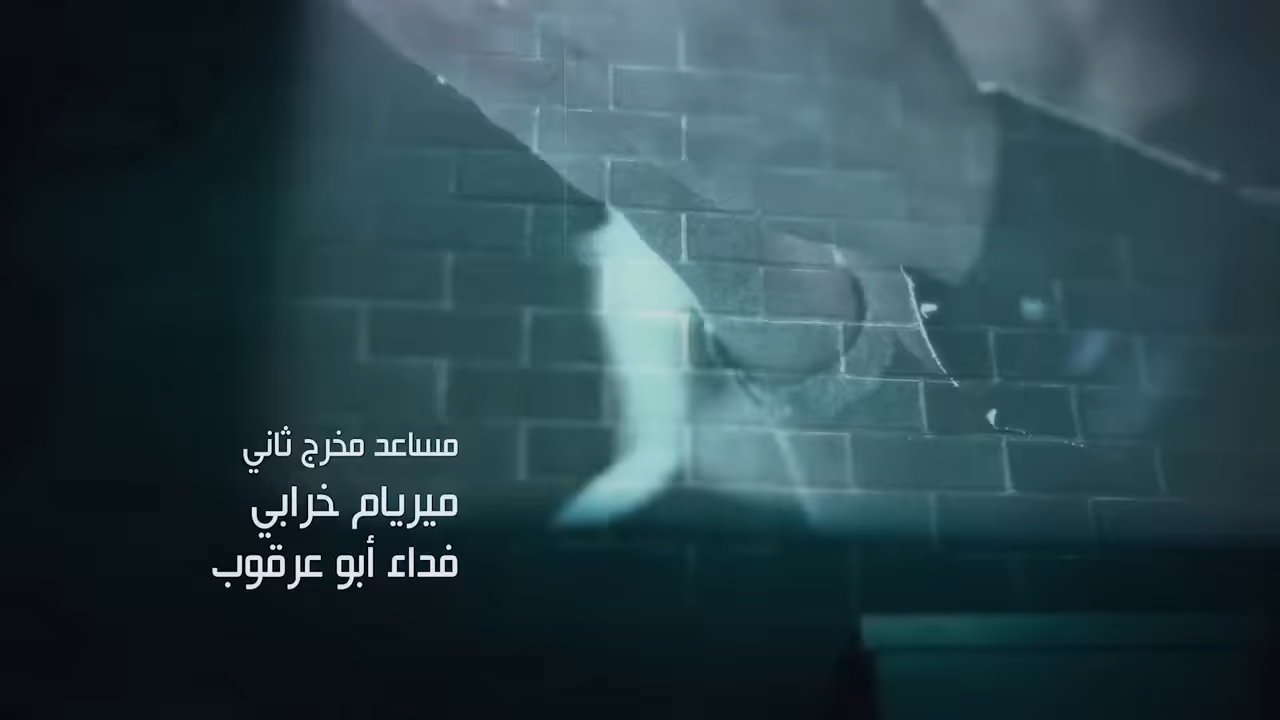 مساعد مخرج ثاني
ميريام خرابي
فداء أبو عرقوب